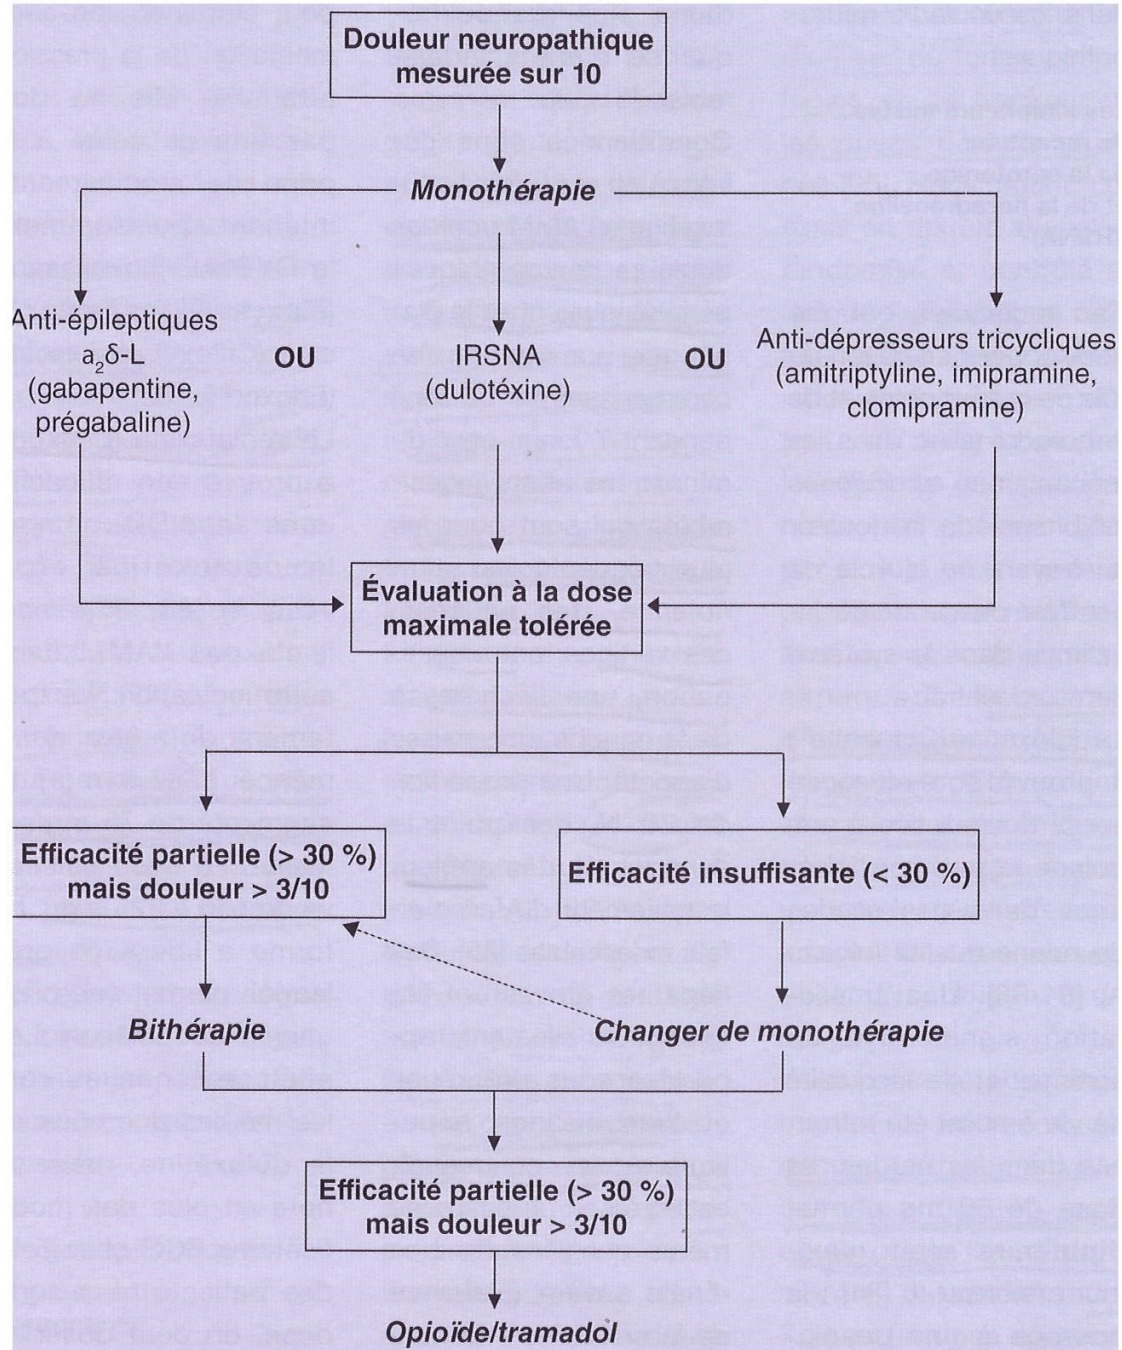 Douleur neuropathique
mesurée sur 10
Monothérapie
Anti-épileptiques
a₂δ-L
(gabapentine,
prégabaline)
OU
IRSNA
(dulotéxine)
OU
Anti-dépresseurs tricycliques
(amitriptyline, imipramine,
clomipramine)
Évaluation à la dose
maximale tolérée
Efficacité partielle (> 30 %)
mais douleur > 3/10
Efficacité insuffisante (< 30 %)
Bithérapie
Changer de monothérapie
Efficacité partielle (> 30 %)
mais douleur > 3/10
Opioïde/tramadol